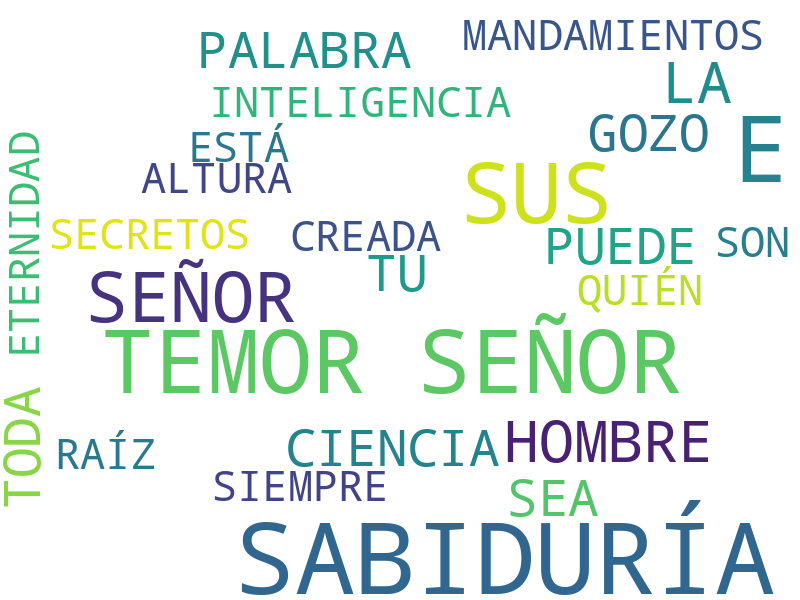 MANDAMIENTOS
PALABRA
LA
INTELIGENCIA
GOZO
E
ESTÁ
ALTURA
SUS
SECRETOS
CREADA
PUEDE
SON
TU
SEÑOR
QUIÉN
ETERNIDAD
TEMOR SEÑOR
TODA
HOMBRE
CIENCIA
RAÍZ
SIEMPRE
SEA
SABIDURÍA